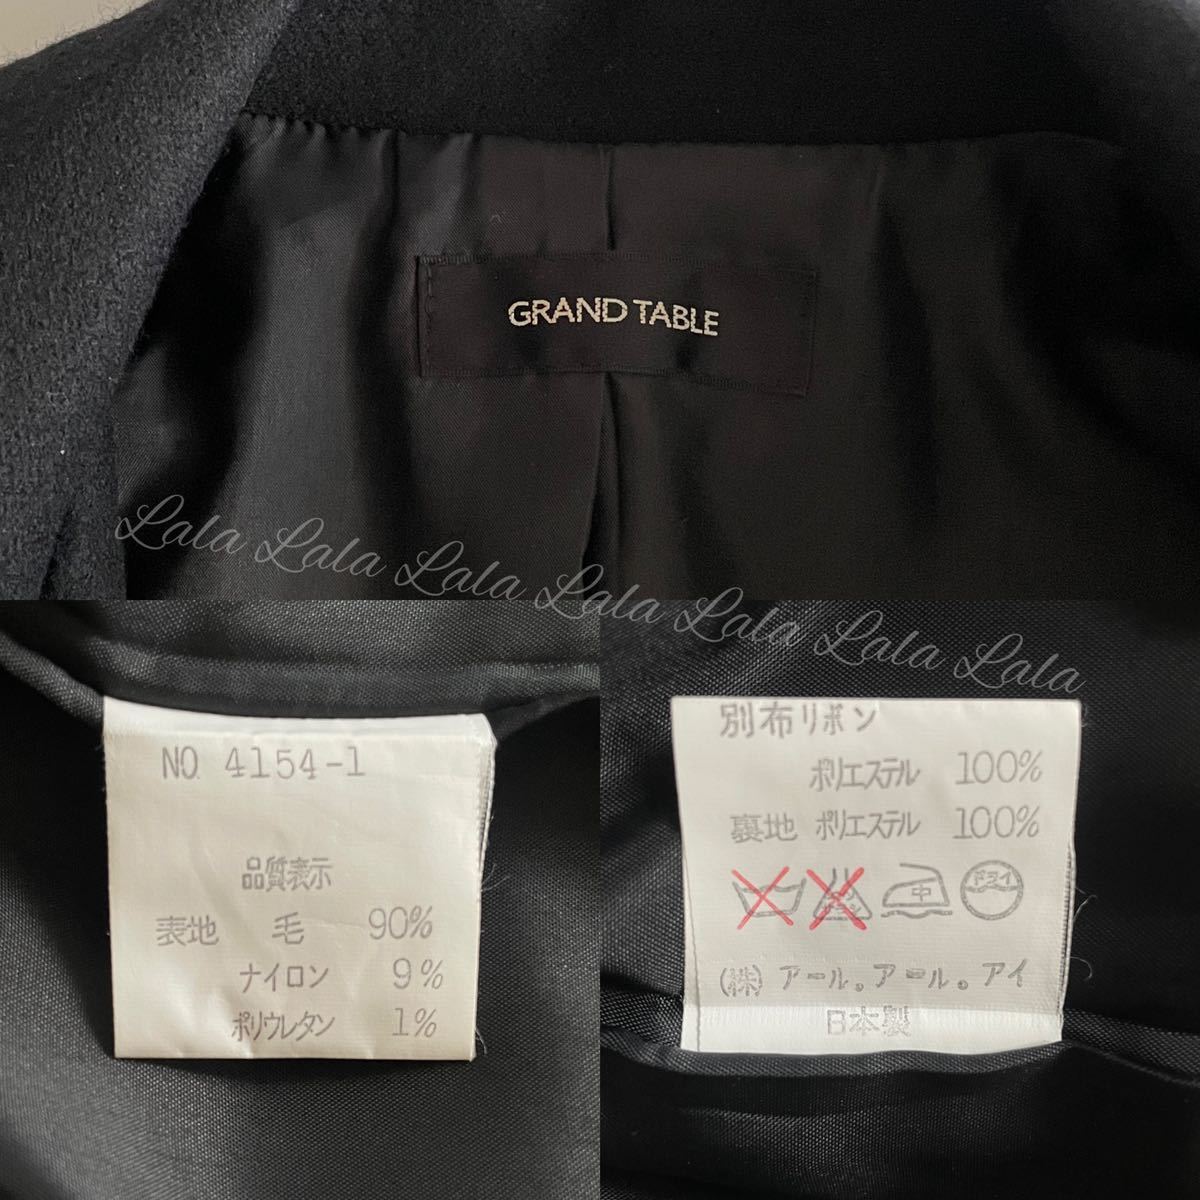 GRAND TABLE
Lala Lala Lala Lala Lala Lala Lala
NO. 4154-1
品質表示
表地 毛 90%
ナイロン 9%
ポリウレタン 1%
別布リボン
ポリエステル 100%
裏地 ポリエステル 100%
中 ドライ
(株) アール。アール。アイ
日本製